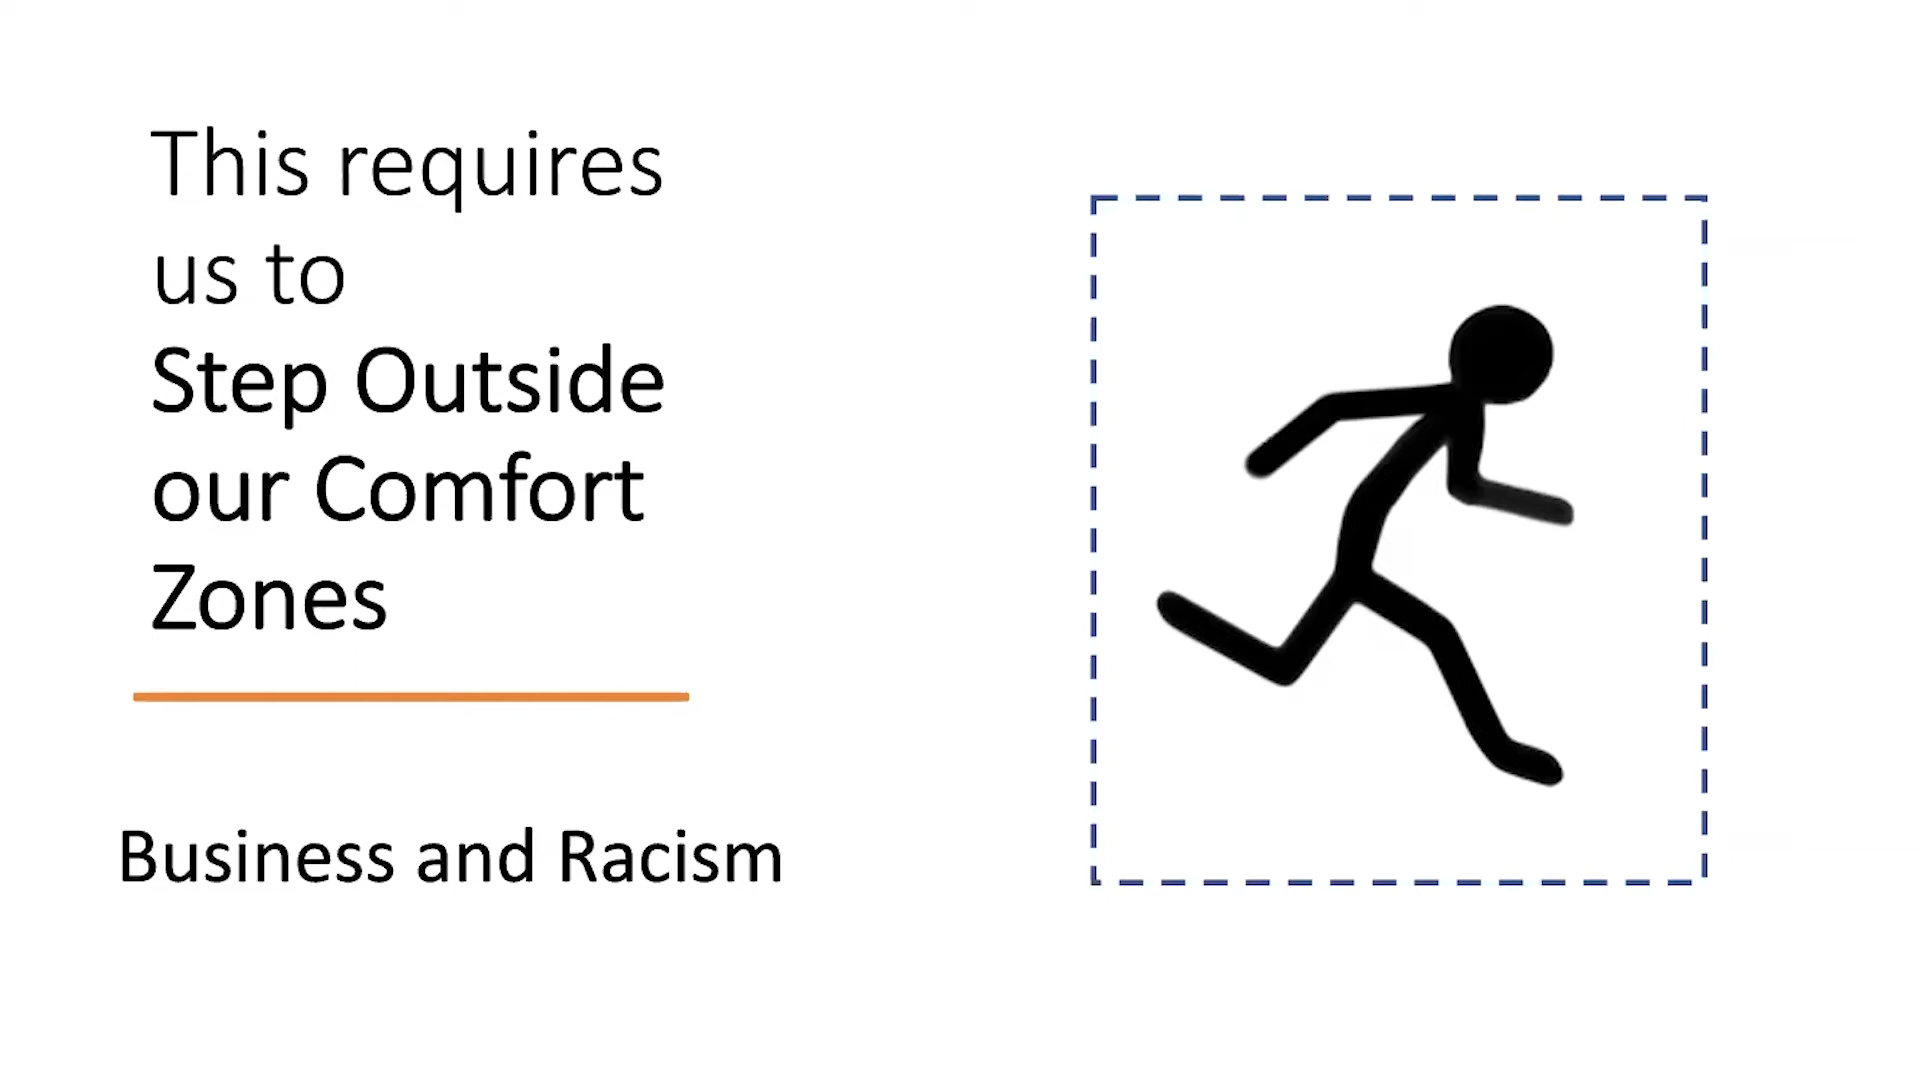 This requires
us to
Step Outside
our Comfort
Zones
Business and Racism